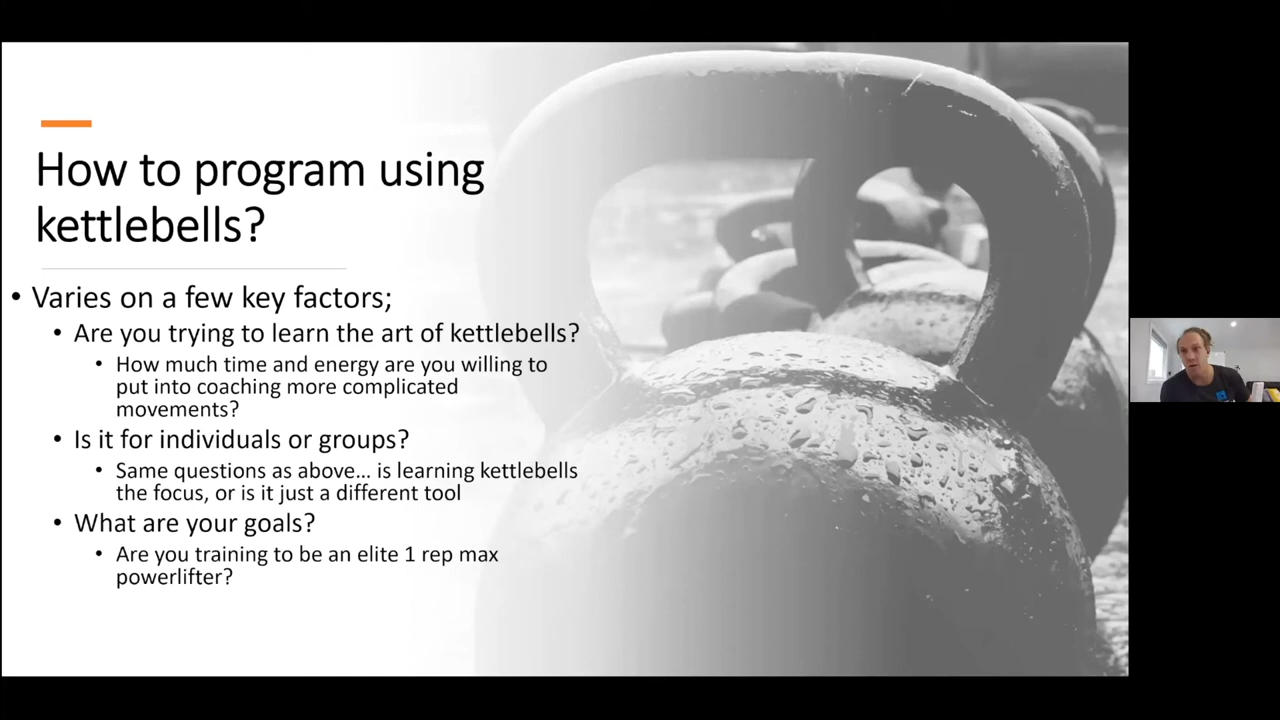 How to program using
kettlebells?
• Varies on a few key factors;
• Are you trying to learn the art of kettlebells?
• How much time and energy are you willing to
put into coaching more complicated
movements?
• Is it for individuals or groups?
• Same questions as above... is learning kettlebells
the focus, or is it just a different tool
• What are your goals?
• Are you training to be an elite 1 rep max
powerlifter?